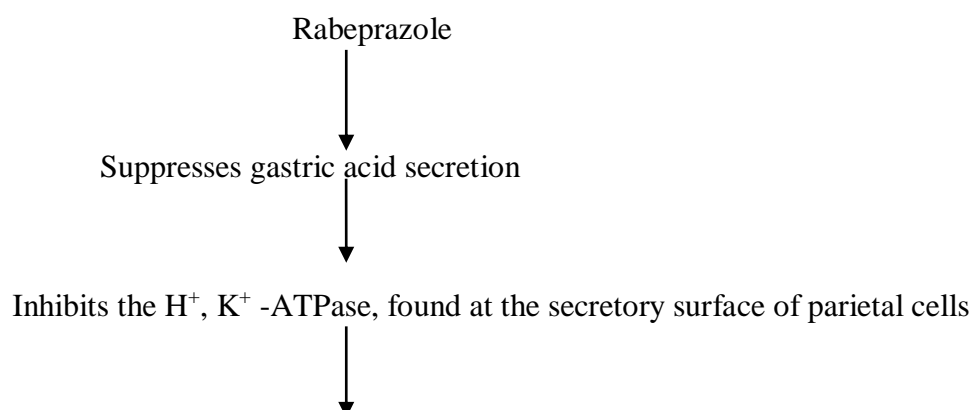 Rabeprazole
Suppresses gastric acid secretion
Inhibits the H⁺, K⁺ -ATPase, found at the secretory surface of parietal cells